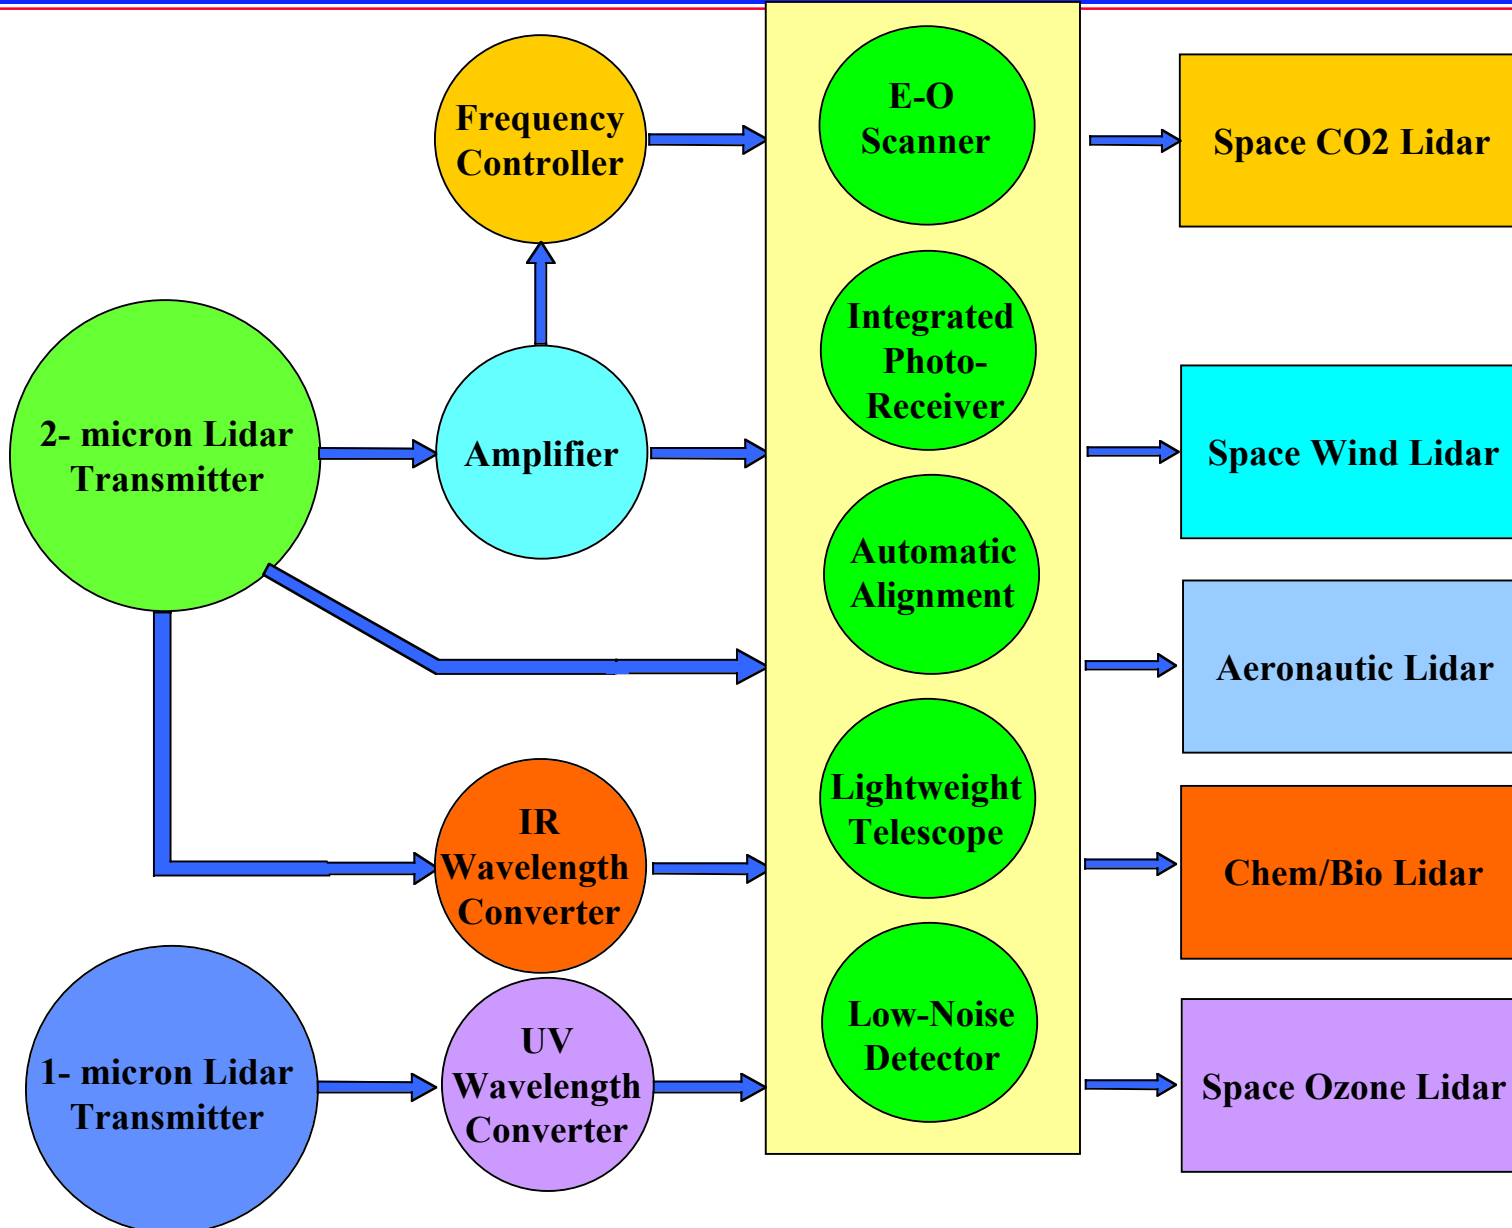 Frequency
Controller
E-O
Scanner
Space CO2 Lidar
2- micron Lidar
Transmitter
Amplifier
Integrated
Photo-
Receiver
Space Wind Lidar
Automatic
Alignment
Aeronautic Lidar
IR
Wavelength
Converter
Lightweight
Telescope
Chem/Bio Lidar
1- micron Lidar
Transmitter
UV
Wavelength
Converter
Low-Noise
Detector
Space Ozone Lidar